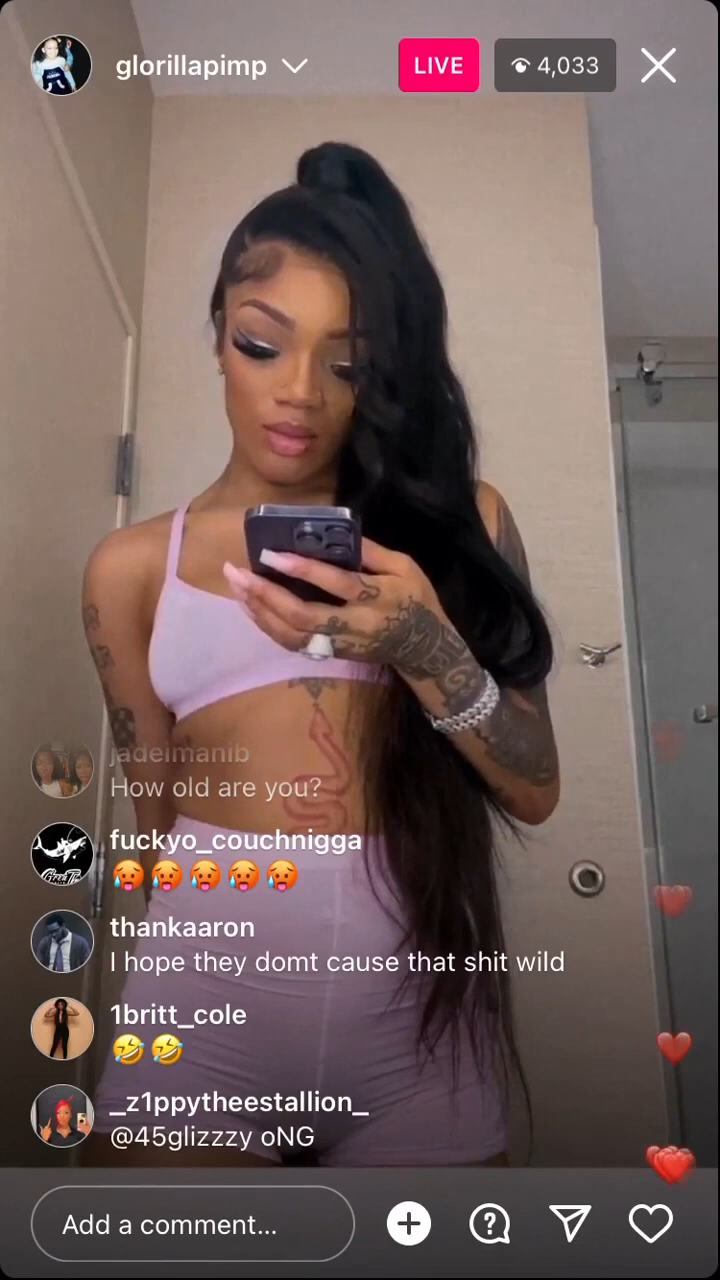 glorillapimp
LIVE
4,033
jadeimanib
How old are you?
fuckyo_couchnigga
🥵🥵🥵🥵🥵
thankaaron
I hope they domt cause that shit wild
1britt_cole
🤣🤣
_z1ppytheestallion_
@45glizzzy oNG
Add a comment...